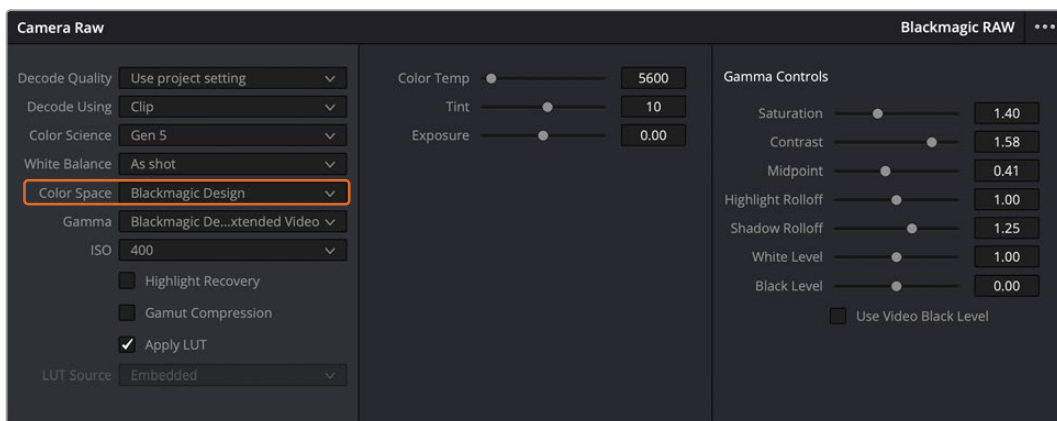 Camera Raw
Blackmagic RAW
Decode Quality Use project setting
Decode Using Clip
Color Science Gen 5
White Balance As shot
Color Space Blackmagic Design
Gamma Blackmagic De...xtended Video
ISO 400
Highlight Recovery
Gamut Compression
Apply LUT
LUT Source Embedded
Color Temp 5600
Tint 10
Exposure 0.00
Gamma Controls
Saturation 1.40
Contrast 1.58
Midpoint 0.41
Highlight Rolloff 1.00
Shadow Rolloff 1.25
White Level 1.00
Black Level 0.00
Use Video Black Level